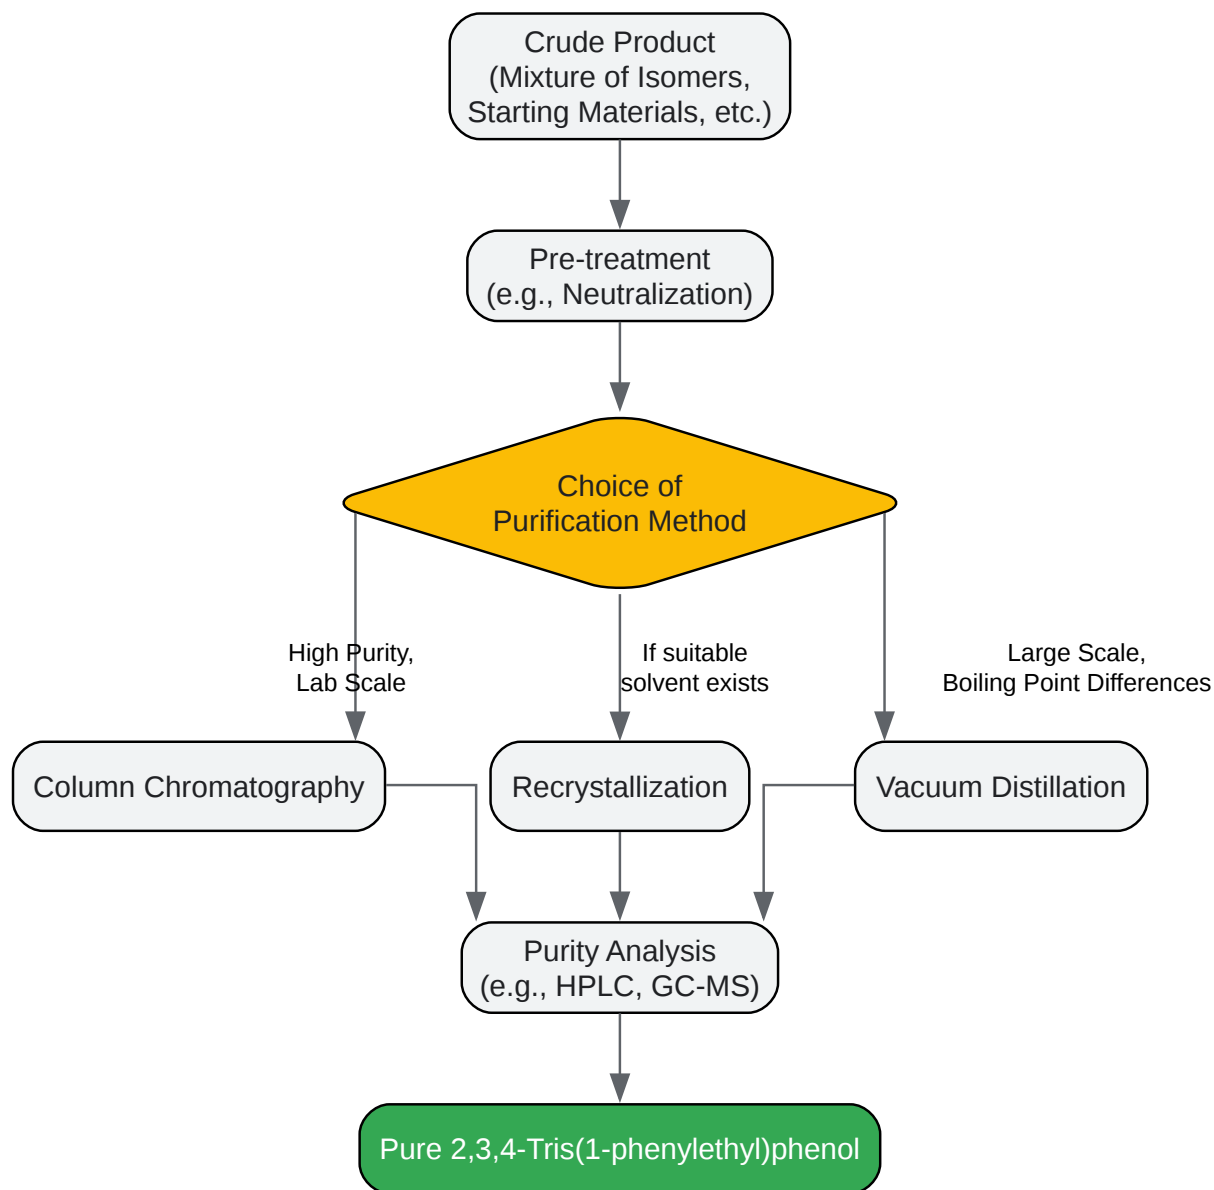 Crude Product
(Mixture of Isomers,
Starting Materials, etc.)
Pre-treatment
(e.g., Neutralization)
Choice of
Purification Method
High Purity,
Lab Scale
If suitable
solvent exists
Large Scale,
Boiling Point Differences
Column Chromatography
Recrystallization
Vacuum Distillation
Purity Analysis
(e.g., HPLC, GC-MS)
Pure 2,3,4-Tris(1-phenylethyl)phenol